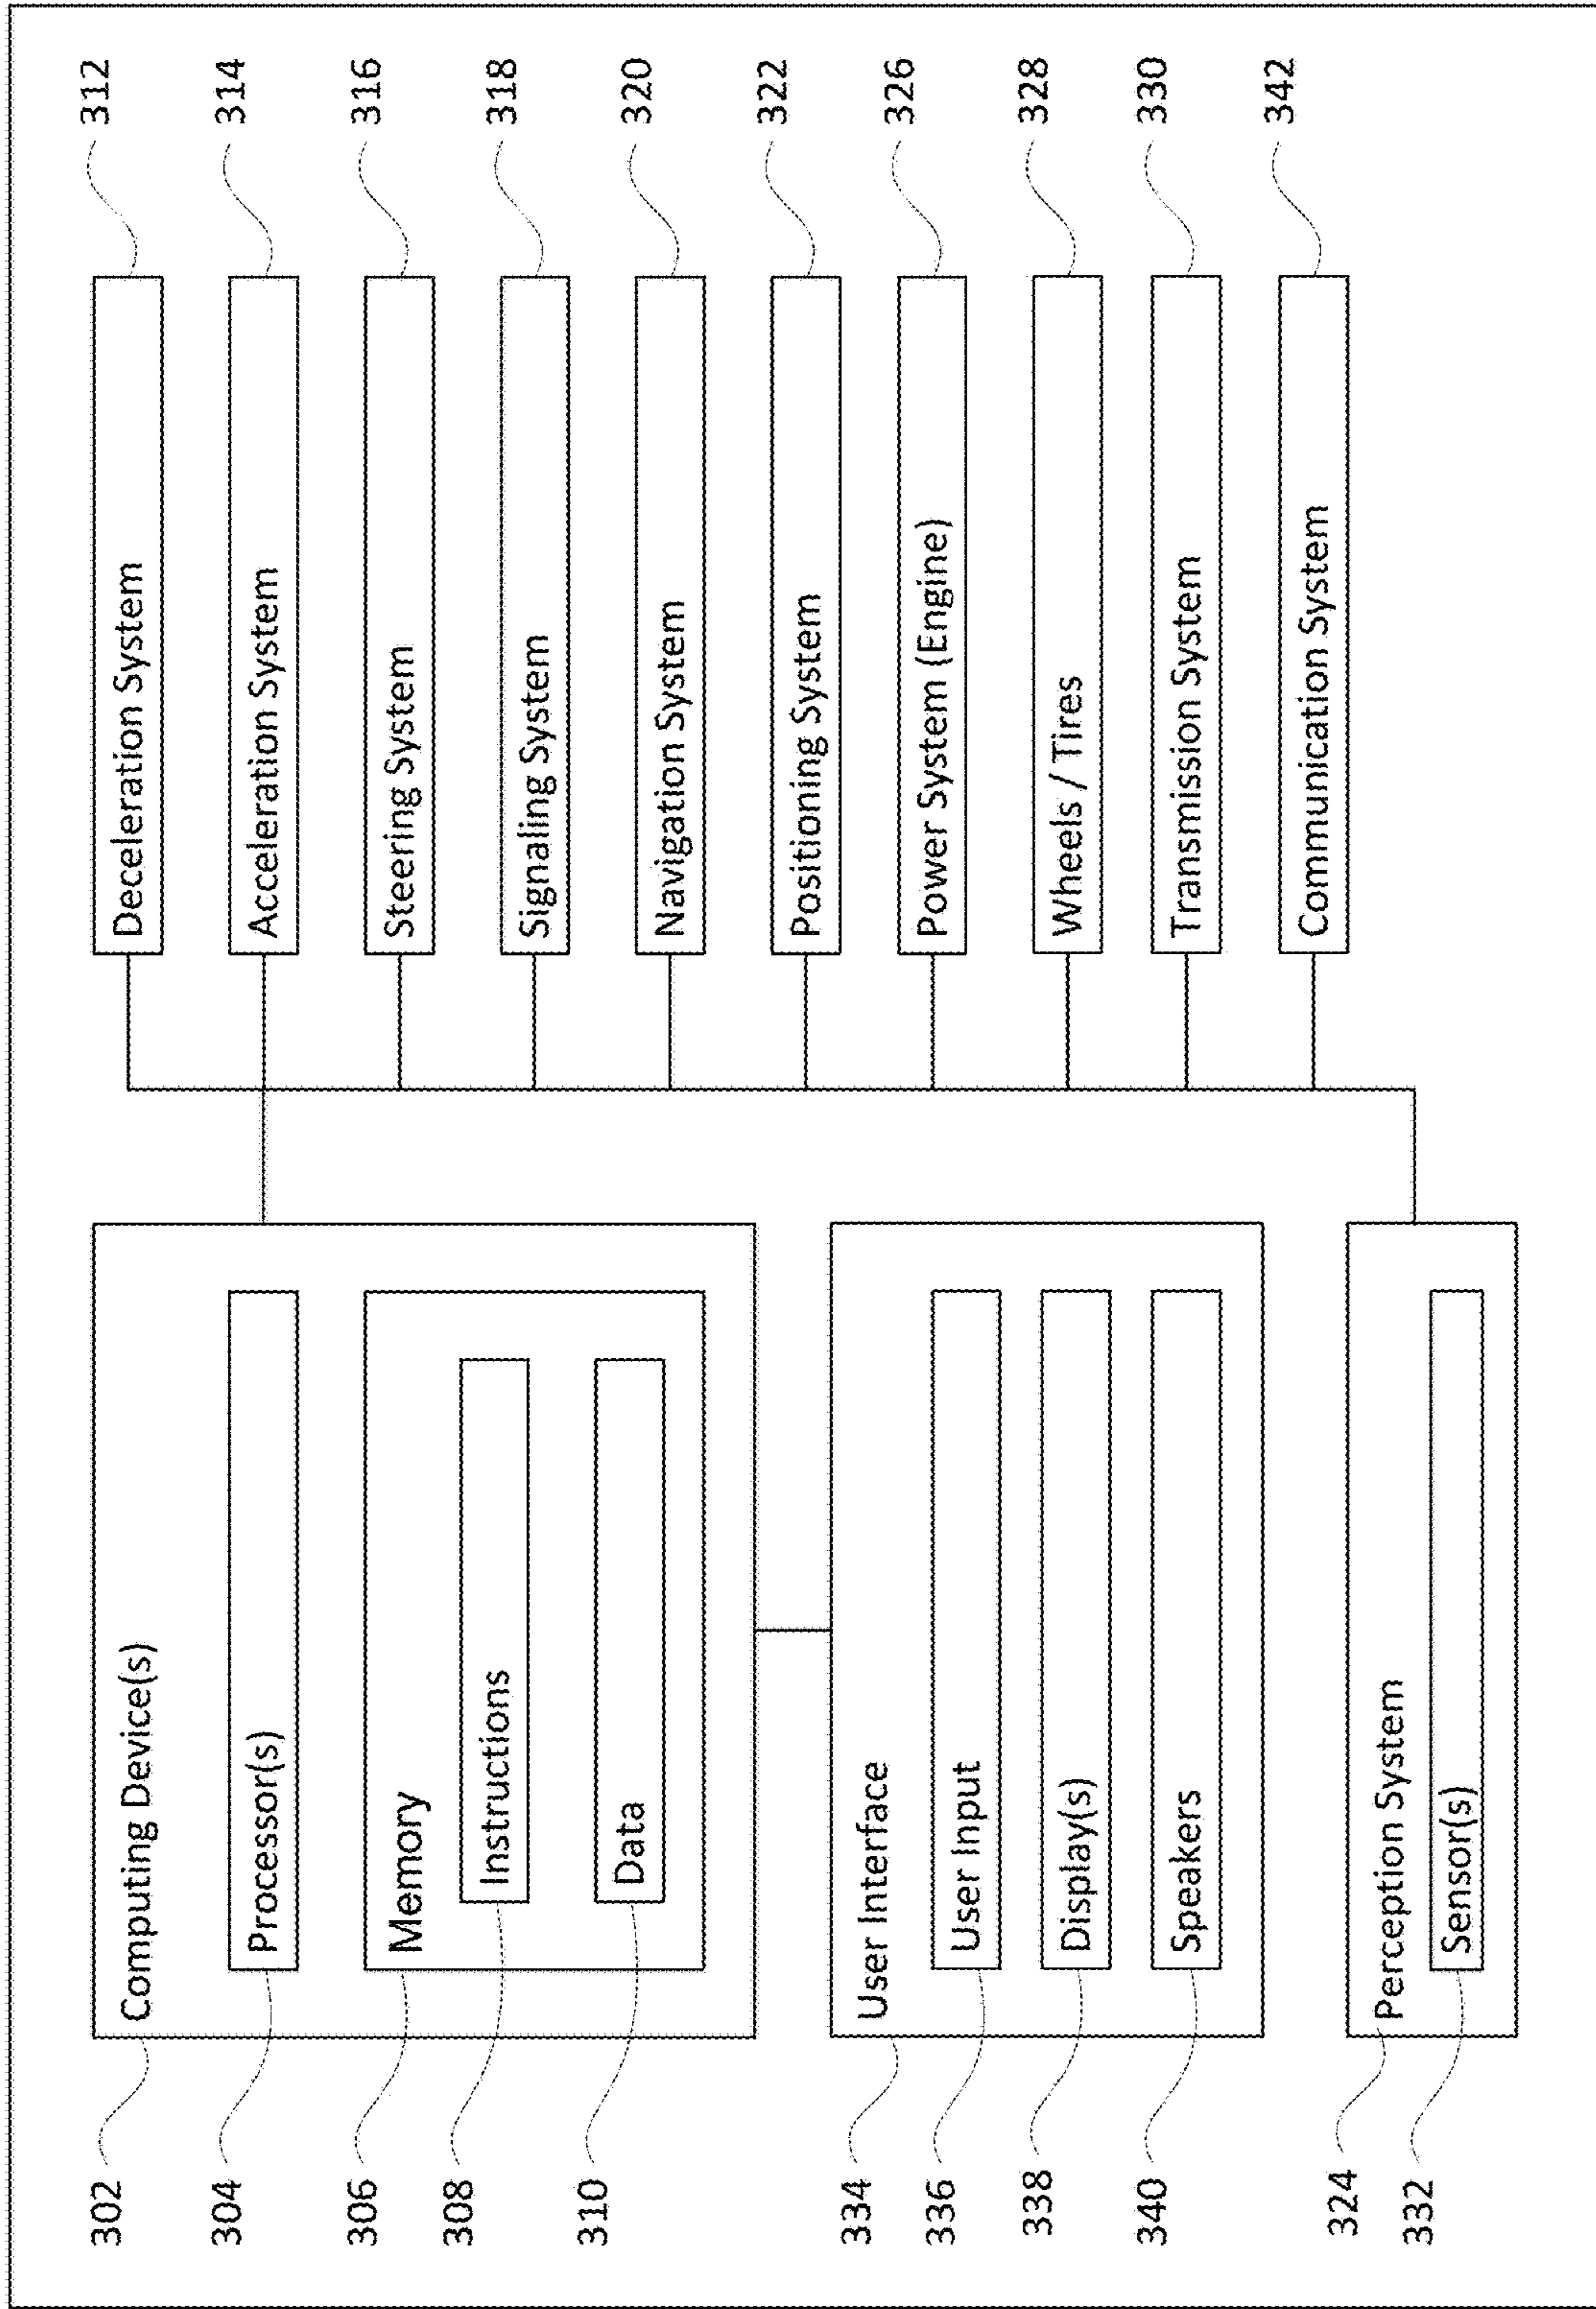 302
Computing Device(s)
304
Processor(s)
306
Memory
308
Instructions
310
Data
334
User Interface
336
User Input
338
Display(s)
340
Speakers
324
Perception System
332
Sensor(s)
Deceleration System
312
Acceleration System
314
Steering System
316
Signaling System
318
Navigation System
320
Positioning System
322
Power System (Engine)
326
Wheels / Tires
328
Transmission System
330
Communication System
342